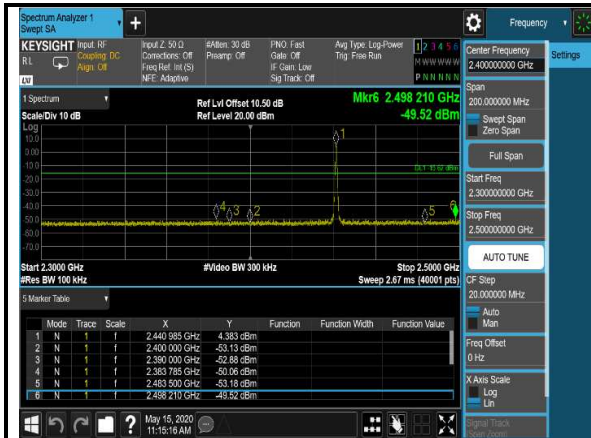 Spectrum Analyzer 1
Swept SA
Frequency
KEYSIGHT
Input: RF
Input Z: 50 Ω
#Atten: 30 dB
PNO: Fast
Avg Type: Log-Power
1 2 3 4 5 6
RL
Coupling: DC
Corrections: Off
Preamp: Off
Gate: Off
Trig: Free Run
M W W W W W
Align: Off
Freq Ref: Int (S)
IF Gain: Low
P N N N N N
NFE: Adaptive
Sig Track: Off
LXI
1 Spectrum
Ref Lvl Offset 10.50 dB
Mkr6 2.498 210 GHz
Scale/Div 10 dB
Ref Level 20.00 dBm
-49.52 dBm
Log
10.0
0.00
-10.0
-20.0
-30.0
-40.0
-50.0
-60.0
-70.0
1
4
3
2
5
6
Start 2.3000 GHz
#Video BW 300 kHz
Stop 2.5000 GHz
#Res BW 100 kHz
Sweep 2.67 ms (40001 pts)
5 Marker Table
Mode Trace Scale X Y Function Function Width Function Value
1 N 1 f 2.440 985 GHz 4.383 dBm
2 N 1 f 2.400 000 GHz -53.13 dBm
3 N 1 f 2.390 000 GHz -52.88 dBm
4 N 1 f 2.383 785 GHz -50.06 dBm
5 N 1 f 2.483 500 GHz -53.18 dBm
6 N 1 f 2.498 210 GHz -49.52 dBm
May 15, 2020
11:15:16 AM
Center Frequency
2.400000000 GHz
Settings
Span
200.000000 MHz
Swept Span
Zero Span
Full Span
Start Freq
2.300000000 GHz
Stop Freq
2.500000000 GHz
AUTO TUNE
CF Step
20.000000 MHz
Auto
Man
Freq Offset
0 Hz
X Axis Scale
Log
Lin
Signal Track
(Span Zoom)